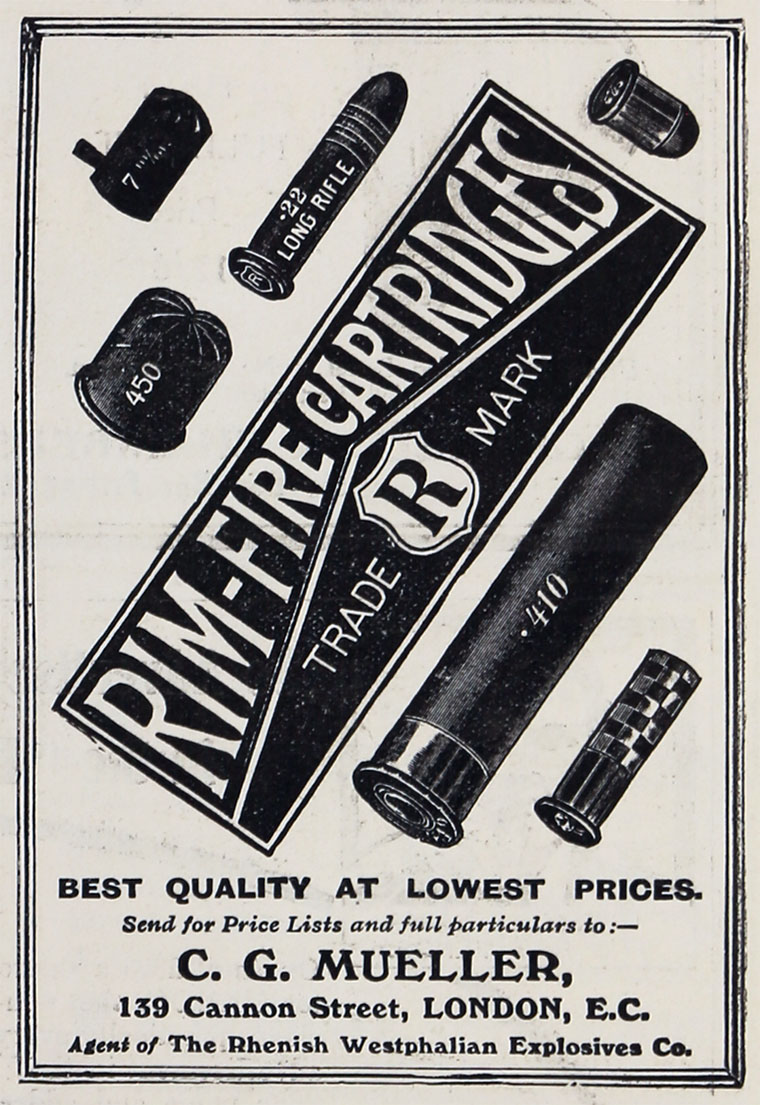 7 m/m.
.22
LONG RIFLE
R
450
RIM-FIRE CARTRIDGES
TRADE R MARK
.410
BEST QUALITY AT LOWEST PRICES.
Send for Price Lists and full particulars to:—
C. G. MUELLER,
139 Cannon Street, LONDON, E.C.
Agent of The Rhenish Westphalian Explosives Co.